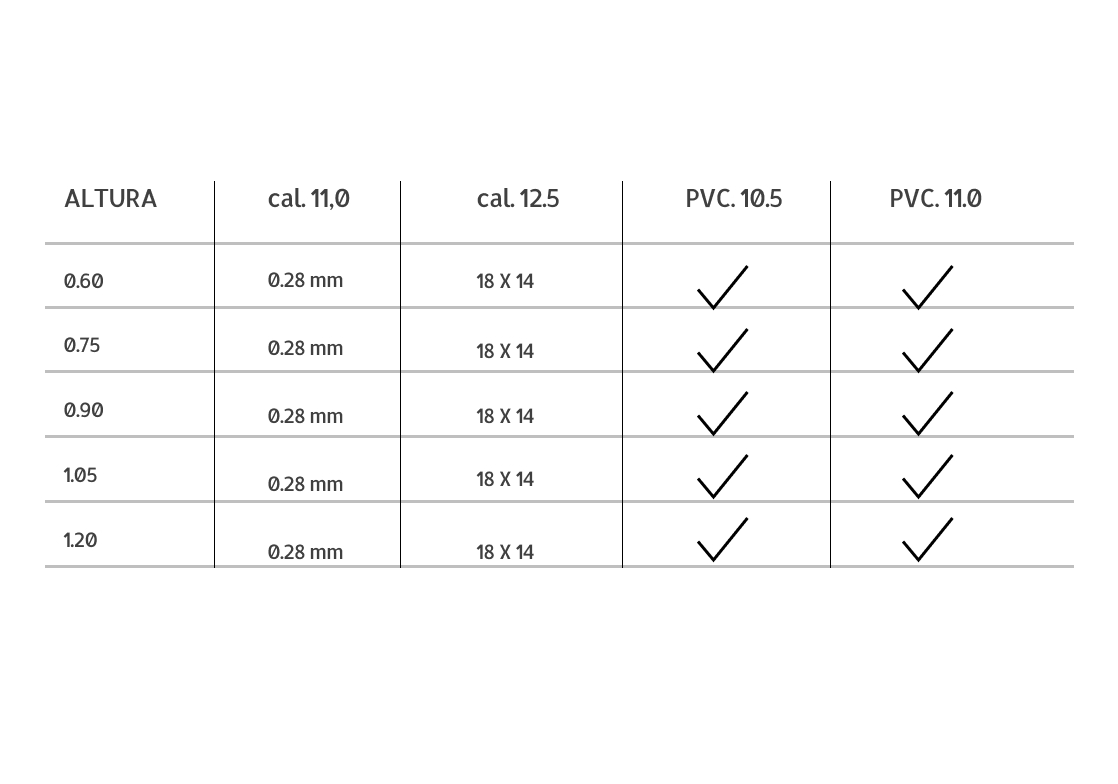 ALTURA cal. 11,0 cal. 12.5 PVC. 10.5 PVC. 11.0
0.60 0.28 mm 18 X 14 ✓ ✓
0.75 0.28 mm 18 X 14 ✓ ✓
0.90 0.28 mm 18 X 14 ✓ ✓
1.05 0.28 mm 18 X 14 ✓ ✓
1.20 0.28 mm 18 X 14 ✓ ✓